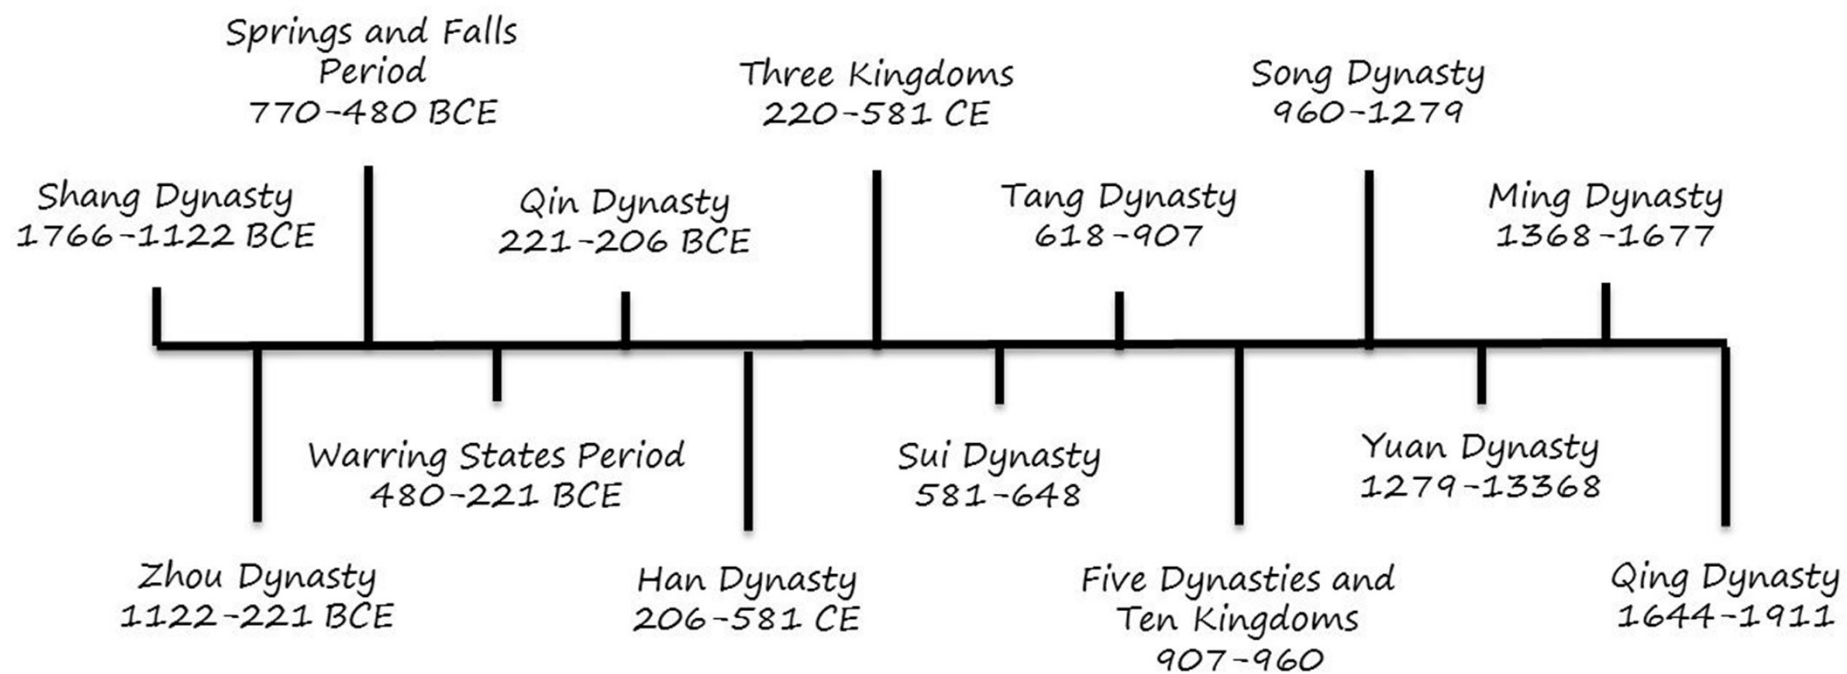 Springs and Falls
Period
770-480 BCE
Three Kingdoms
220-581 CE
Song Dynasty
960-1279
Shang Dynasty
1766-1122 BCE
Qin Dynasty
221-206 BCE
Tang Dynasty
618-907
Ming Dynasty
1368-1677
Warring States Period
480-221 BCE
Sui Dynasty
581-648
Yuan Dynasty
1279-13368
Zhou Dynasty
1122-221 BCE
Han Dynasty
206-581 CE
Five Dynasties and
Ten Kingdoms
907-960
Qing Dynasty
1644-1911